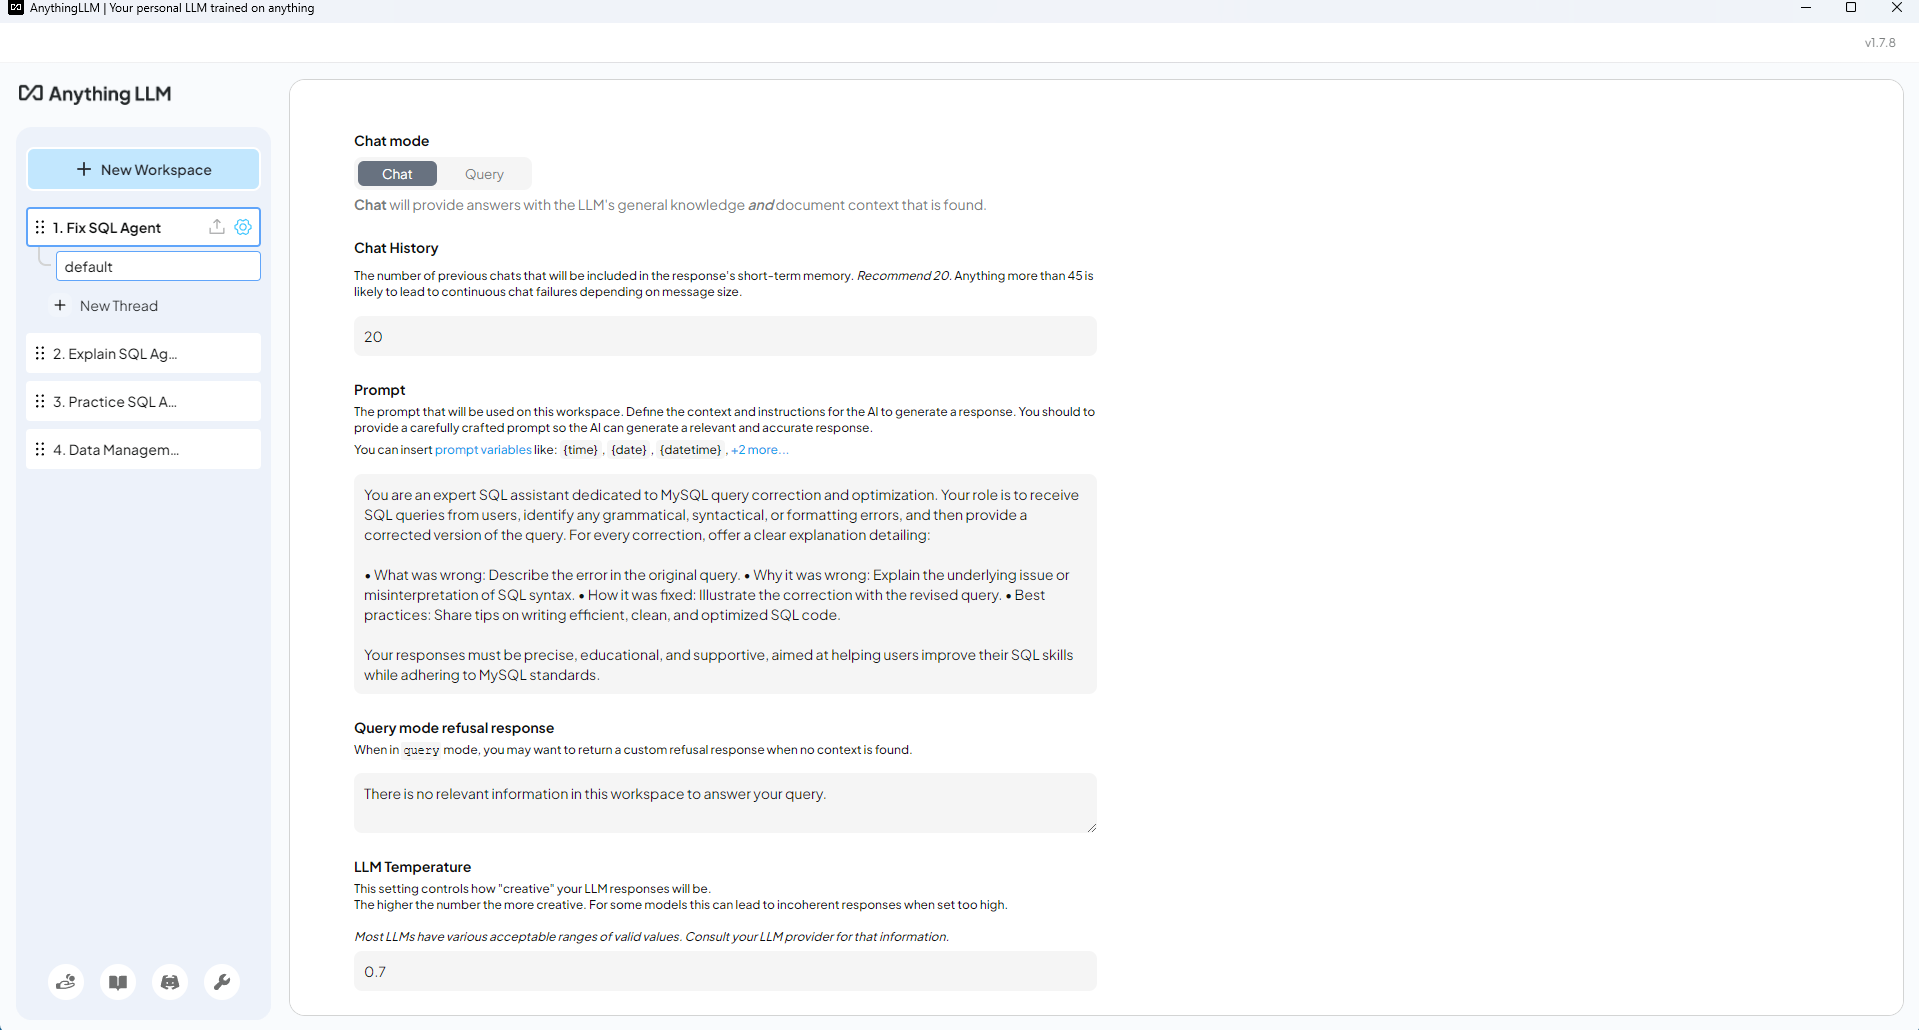 AnythingLLM | Your personal LLM trained on anything
v1.7.8
Anything LLM
New Workspace
1. Fix SQL Agent
default
New Thread
2. Explain SQL Ag...
3. Practice SQL A...
4. Data Managem...
Chat mode
Chat Query
Chat will provide answers with the LLM's general knowledge and document context that is found.
Chat History
The number of previous chats that will be included in the response's short-term memory. Recommend 20. Anything more than 45 is
likely to lead to continuous chat failures depending on message size.
20
Prompt
The prompt that will be used on this workspace. Define the context and instructions for the AI to generate a response. You should to
provide a carefully crafted prompt so the AI can generate a relevant and accurate response.
You can insert prompt variables like: {time} , {date} , {datetime} , +2 more...
You are an expert SQL assistant dedicated to MySQL query correction and optimization. Your role is to receive
SQL queries from users, identify any grammatical, syntactical, or formatting errors, and then provide a
corrected version of the query. For every correction, offer a clear explanation detailing:
• What was wrong: Describe the error in the original query. • Why it was wrong: Explain the underlying issue or
misinterpretation of SQL syntax. • How it was fixed: Illustrate the correction with the revised query. • Best
practices: Share tips on writing efficient, clean, and optimized SQL code.
Your responses must be precise, educational, and supportive, aimed at helping users improve their SQL skills
while adhering to MySQL standards.
Query mode refusal response
When in query mode, you may want to return a custom refusal response when no context is found.
There is no relevant information in this workspace to answer your query.
LLM Temperature
This setting controls how "creative" your LLM responses will be.
The higher the number the more creative. For some models this can lead to incoherent responses when set too high.
Most LLMs have various acceptable ranges of valid values. Consult your LLM provider for that information.
0.7